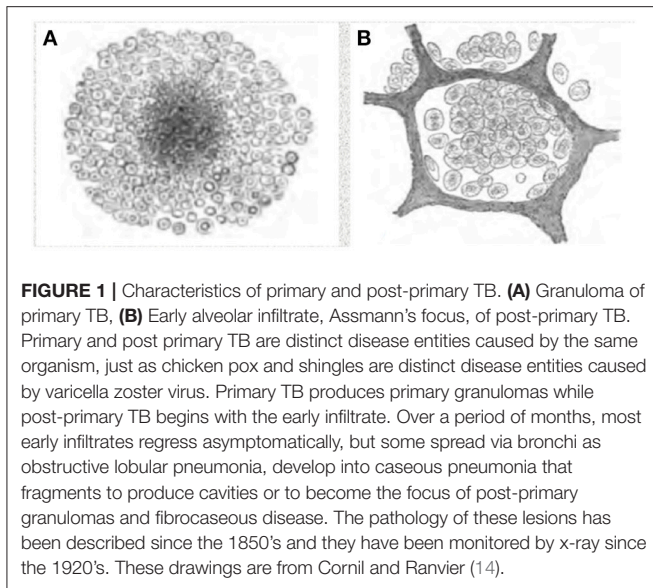 A
B
FIGURE 1 | Characteristics of primary and post-primary TB. (A) Granuloma of
primary TB, (B) Early alveolar infiltrate, Assmann's focus, of post-primary TB.
Primary and post primary TB are distinct disease entities caused by the same
organism, just as chicken pox and shingles are distinct disease entities caused
by varicella zoster virus. Primary TB produces primary granulomas while
post-primary TB begins with the early infiltrate. Over a period of months, most
early infiltrates regress asymptomatically, but some spread via bronchi as
obstructive lobular pneumonia, develop into caseous pneumonia that
fragments to produce cavities or to become the focus of post-primary
granulomas and fibrocaseous disease. The pathology of these lesions has
been described since the 1850's and they have been monitored by x-ray since
the 1920's. These drawings are from Cornil and Ranvier (14).